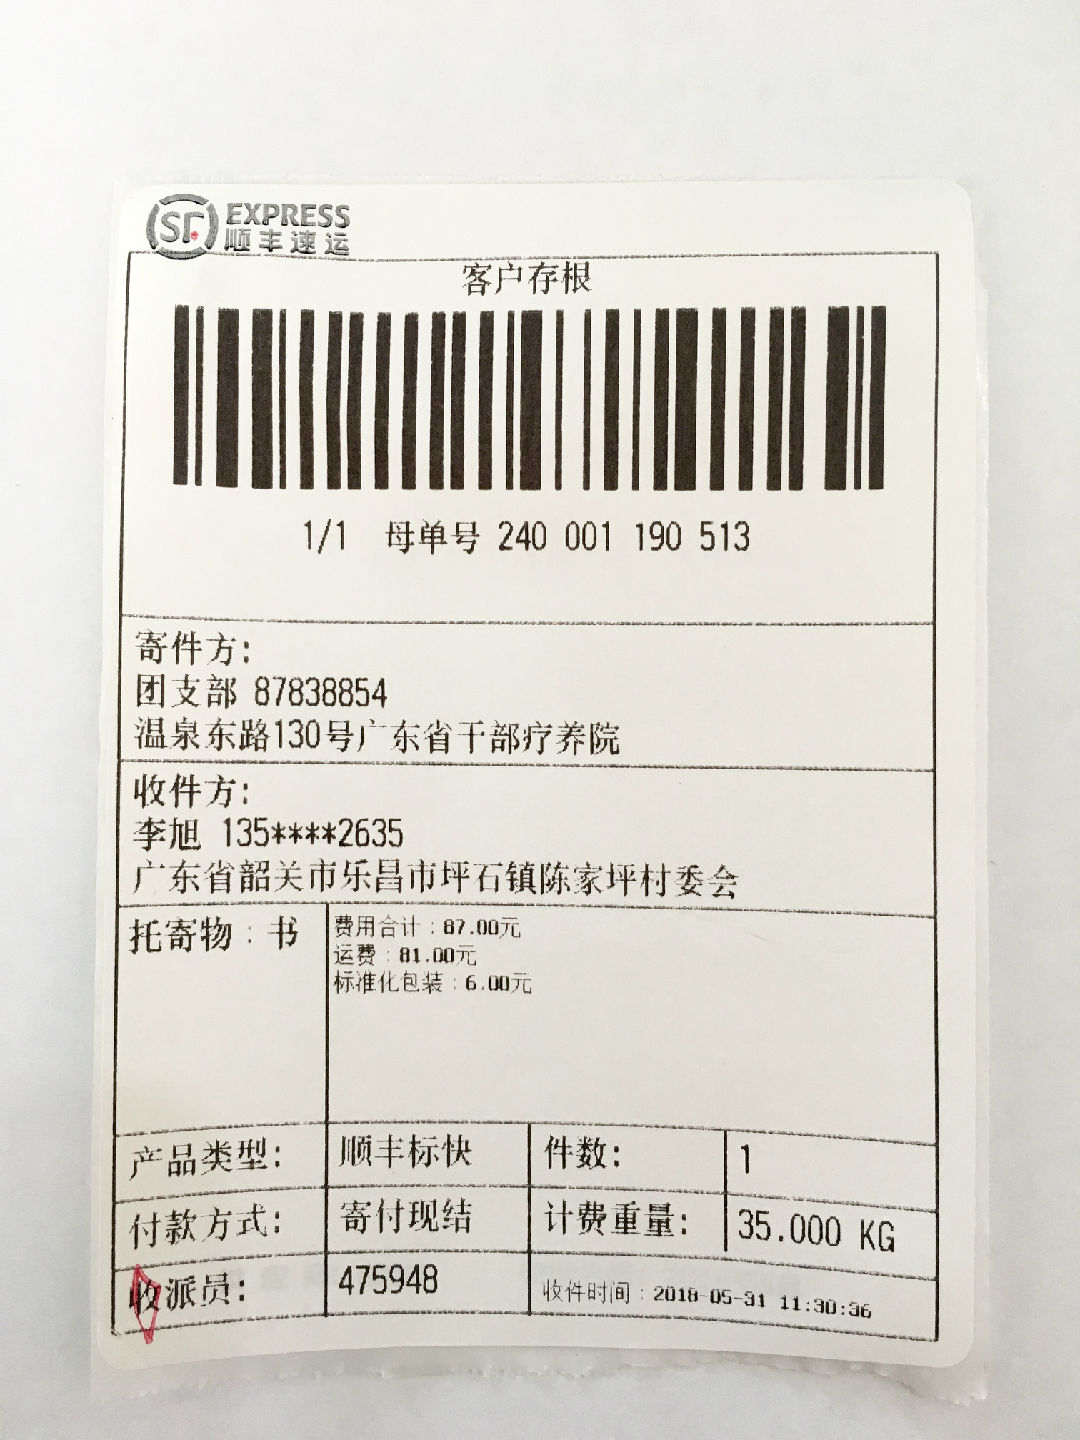 SF EXPRESS
顺丰速运
客户存根
1/1 母单号 240 001 190 513
寄件方:
团支部 87838854
温泉东路130号广东省干部疗养院
收件方:
李旭 135****2635
广东省韶关市乐昌市坪石镇陈家坪村委会
托寄物：书
费用合计：87.00元
运费：81.00元
标准化包装：6.00元
产品类型: 顺丰标快 件数: 1
付款方式: 寄付现结 计费重量: 35.000 KG
收派员: 475948 收件时间：2018-05-31 11:30:36